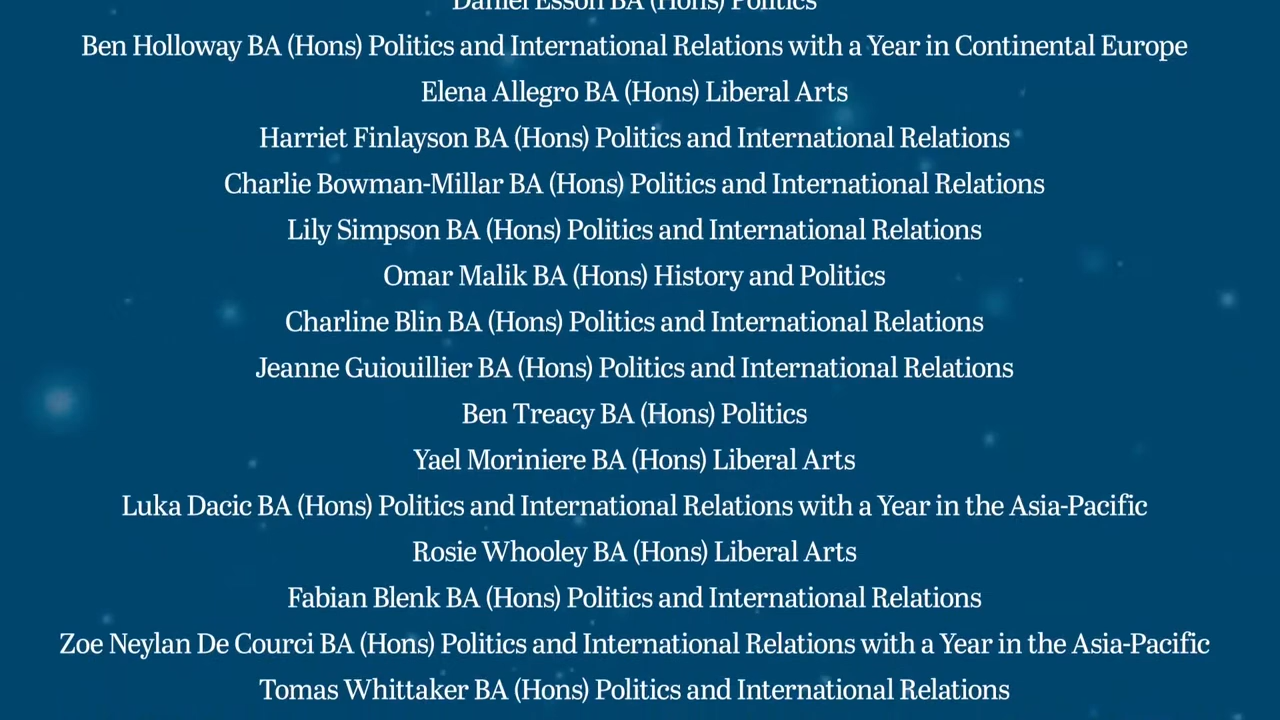 Daniel Esson BA (Hons) Politics
Ben Holloway BA (Hons) Politics and International Relations with a Year in Continental Europe
Elena Allegro BA (Hons) Liberal Arts
Harriet Finlayson BA (Hons) Politics and International Relations
Charlie Bowman-Millar BA (Hons) Politics and International Relations
Lily Simpson BA (Hons) Politics and International Relations
Omar Malik BA (Hons) History and Politics
Charline Blin BA (Hons) Politics and International Relations
Jeanne Guiouillier BA (Hons) Politics and International Relations
Ben Treacy BA (Hons) Politics
Yael Moriniere BA (Hons) Liberal Arts
Luka Dacic BA (Hons) Politics and International Relations with a Year in the Asia-Pacific
Rosie Whooley BA (Hons) Liberal Arts
Fabian Blenk BA (Hons) Politics and International Relations
Zoe Neylan De Courci BA (Hons) Politics and International Relations with a Year in the Asia-Pacific
Tomas Whittaker BA (Hons) Politics and International Relations